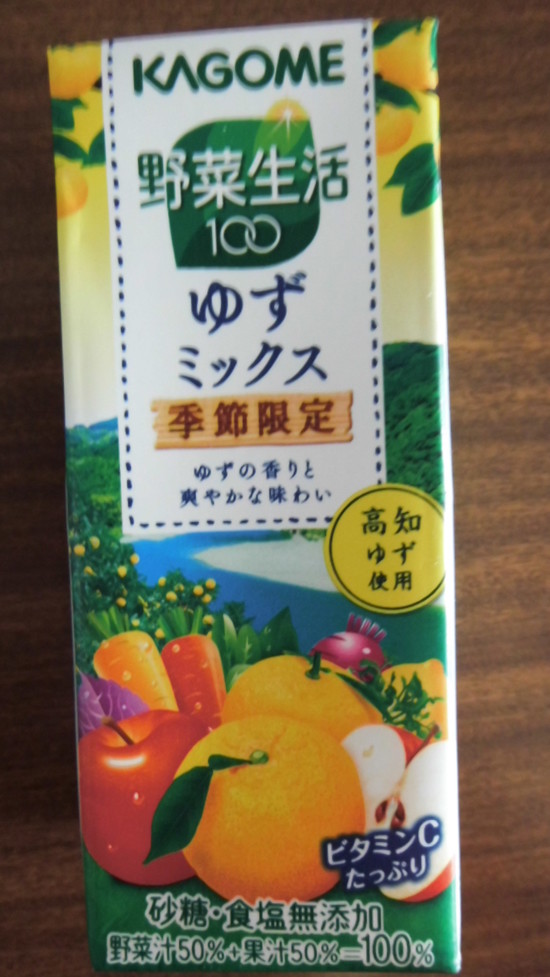 KAGOME
野菜生活
100
ゆず
ミックス
季節限定
ゆずの香りと
爽やかな味わい
高知
ゆず
使用
ビタミンC
たっぷり
砂糖・食塩無添加
野菜汁50%+果汁50%=100%